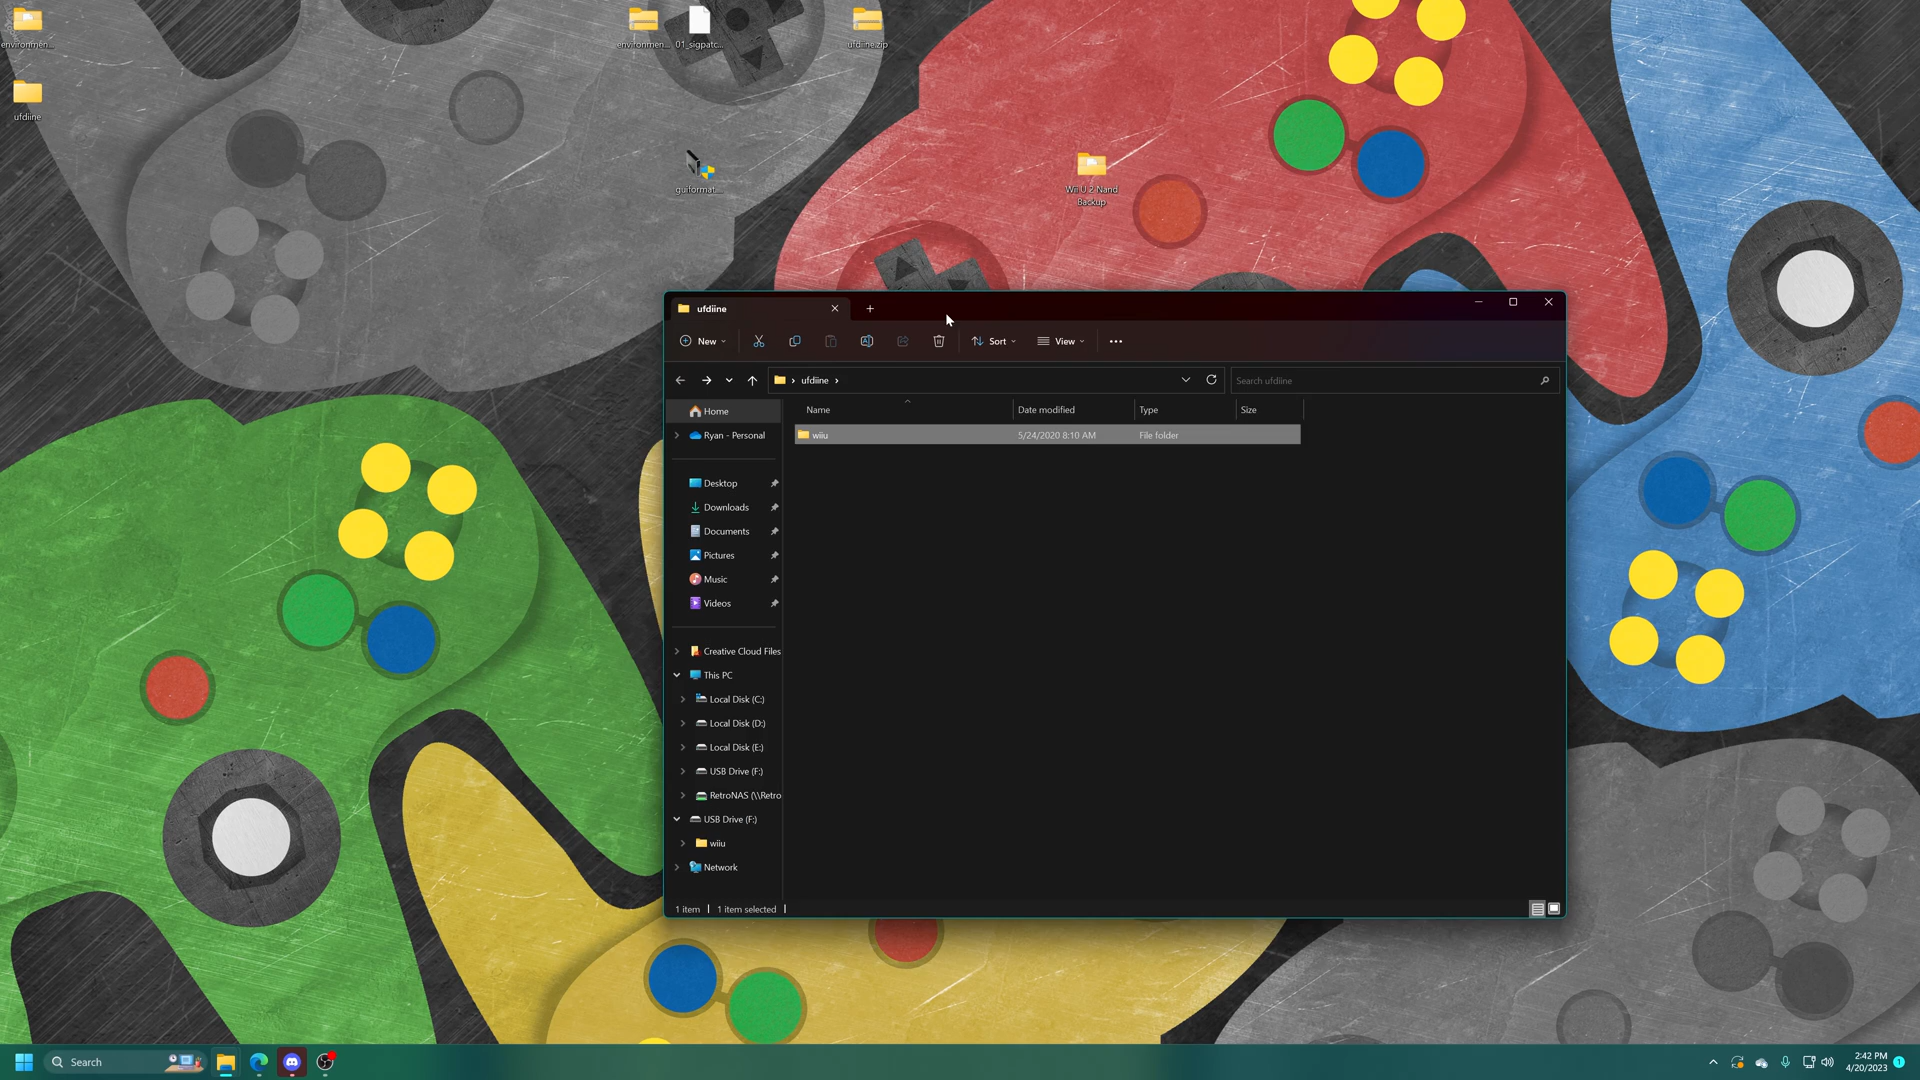 environmen...
ufdiine
environmen...
01_sigpatc...
ufdiine.zip
guiformat...
Wii U 2 Nand
Backup
ufdiine
New
Sort
View
ufdiine
Search ufdiine
Name
Date modified
Type
Size
wiiu
5/24/2020 8:10 AM
File folder
Home
Ryan - Personal
Desktop
Downloads
Documents
Pictures
Music
Videos
Creative Cloud Files
This PC
Local Disk (C:)
Local Disk (D:)
Local Disk (E:)
USB Drive (F:)
RetroNAS (\\Retro
USB Drive (F:)
wiiu
Network
1 item
1 item selected
Search
2:42 PM
4/20/2023
1